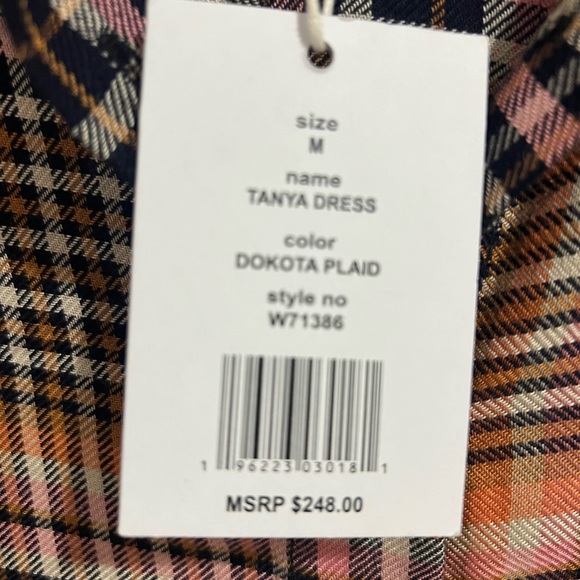 size
M
name
TANYA DRESS
color
DOKOTA PLAID
style no
W71386
1 96223 03018 1
MSRP $248.00